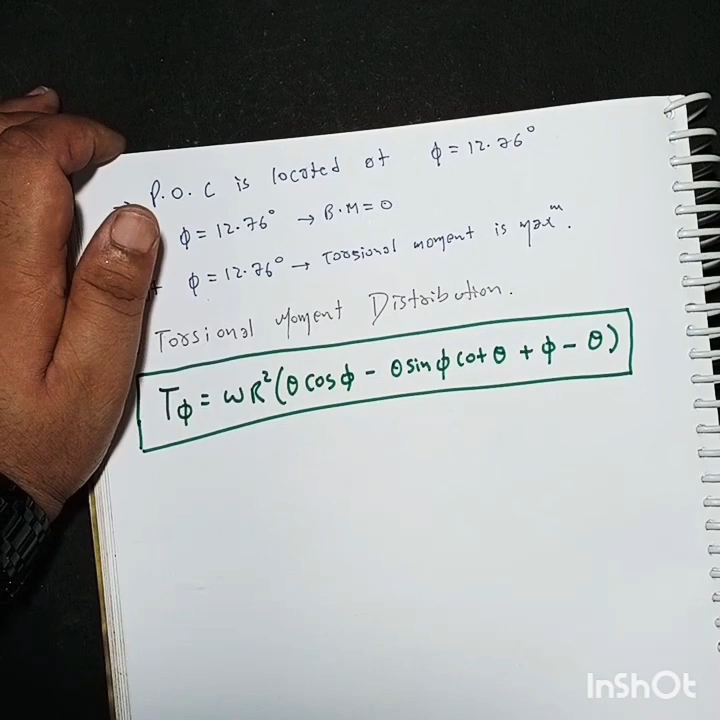 P.O.C is located at φ = 12.76°
φ = 12.76° → B.M = 0
φ = 12.76° → Torsional moment is maxᵐ.
Torsional Moment Distribution.
Tφ = wR²(θ cos φ - θ sin φ cot θ + φ - θ)
InShOt